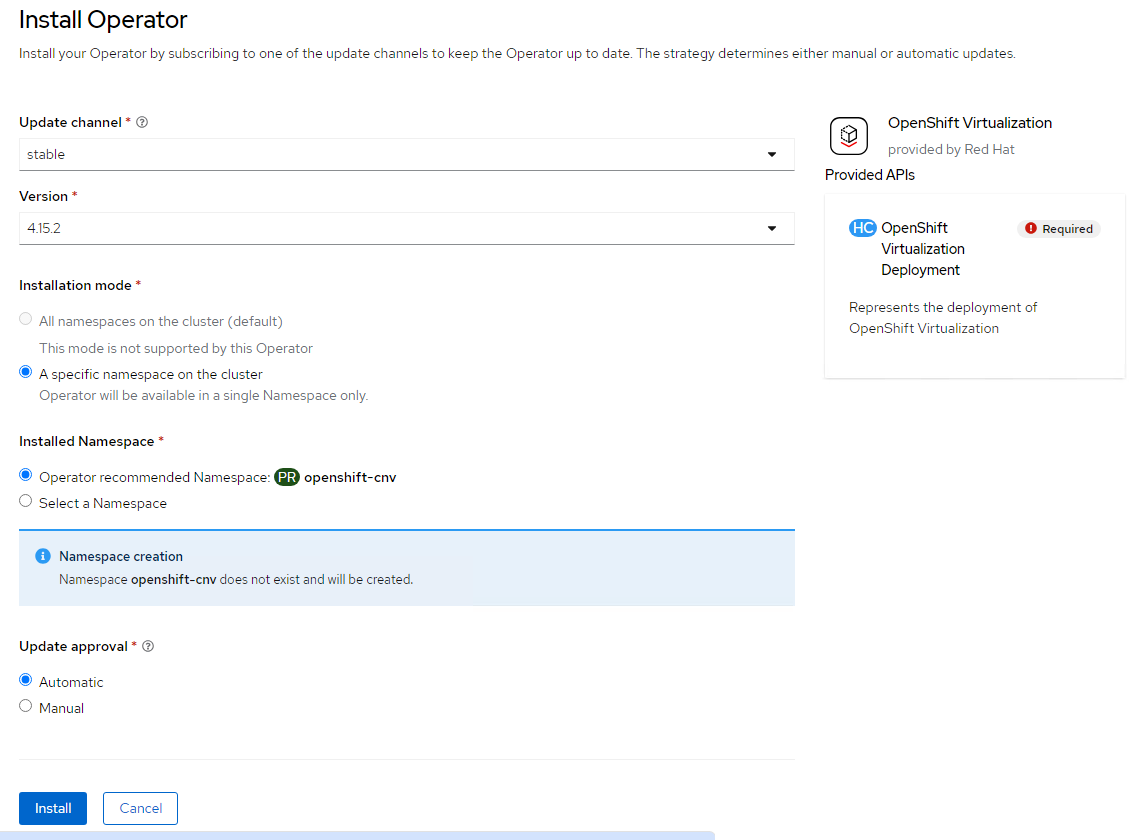 Install Operator
Install your Operator by subscribing to one of the update channels to keep the Operator up to date. The strategy determines either manual or automatic updates.
Update channel *
stable
Version *
4.15.2
Installation mode *
All namespaces on the cluster (default)
This mode is not supported by this Operator
A specific namespace on the cluster
Operator will be available in a single Namespace only.
Installed Namespace *
Operator recommended Namespace: PR openshift-cnv
Select a Namespace
Namespace creation
Namespace openshift-cnv does not exist and will be created.
Update approval *
Automatic
Manual
Install Cancel
OpenShift Virtualization
provided by Red Hat
Provided APIs
HC OpenShift
Virtualization
Deployment
Required
Represents the deployment of
OpenShift Virtualization